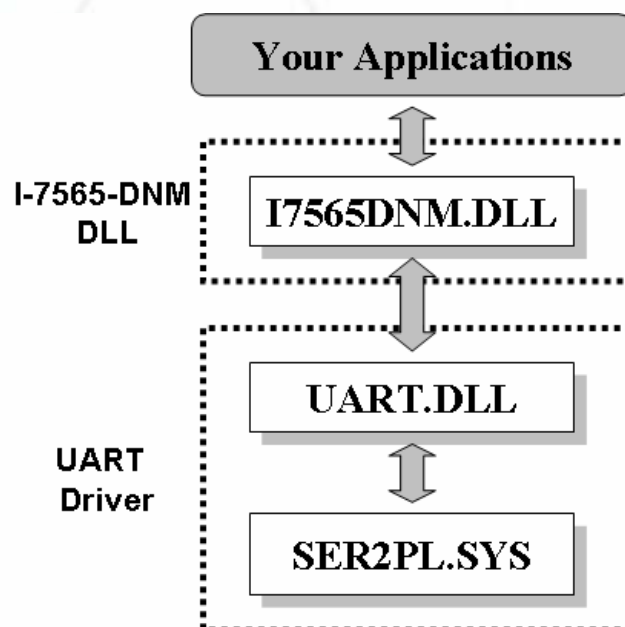 Your Applications
I-7565-DNM
DLL
I7565DNM.DLL
UART.DLL
UART
Driver
SER2PL.SYS